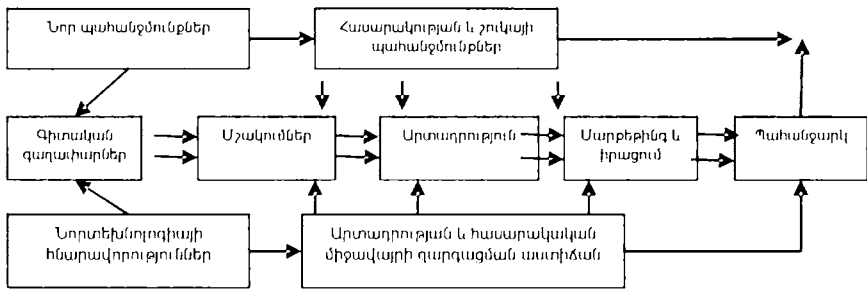 Նոր պահանջմունքներ
Հասարակության և շուկայի
պահանջմունքներ
Գիտական
գաղափարներ
Մշակումներ
Արտադրություն
Մարքեթինգ և
իրացում
Պահանջարկ
Նորտեխնոլոգիայի
հնարավորություններ
Արտադրության և հասարակական
միջավայրի զարգացման աստիճան